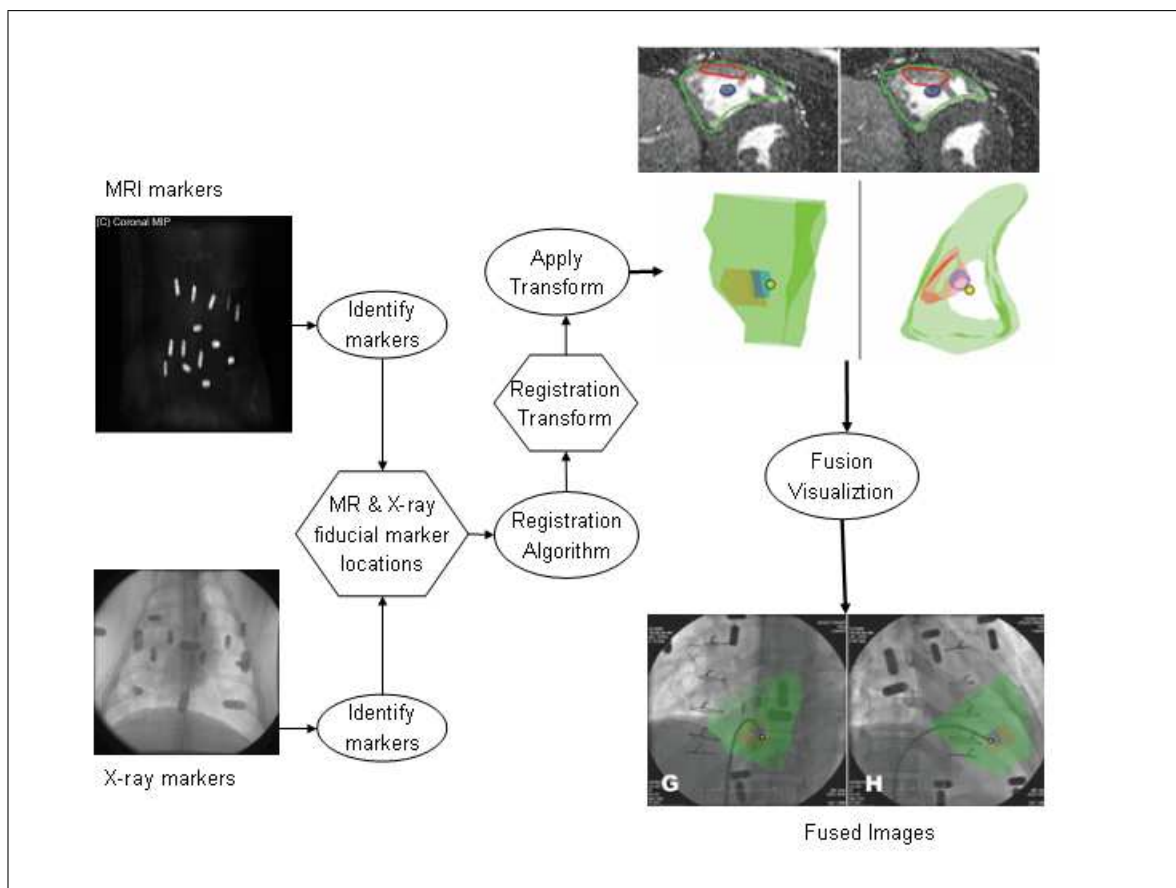 MRI markers
(C) Coronal MIP
Identify
markers
Apply
Transform
Registration
Transform
MR & X-ray
fiducial marker
locations
Registration
Algorithm
Fusion
Visualiztion
Identify
markers
X-ray markers
G
H
Fused Images